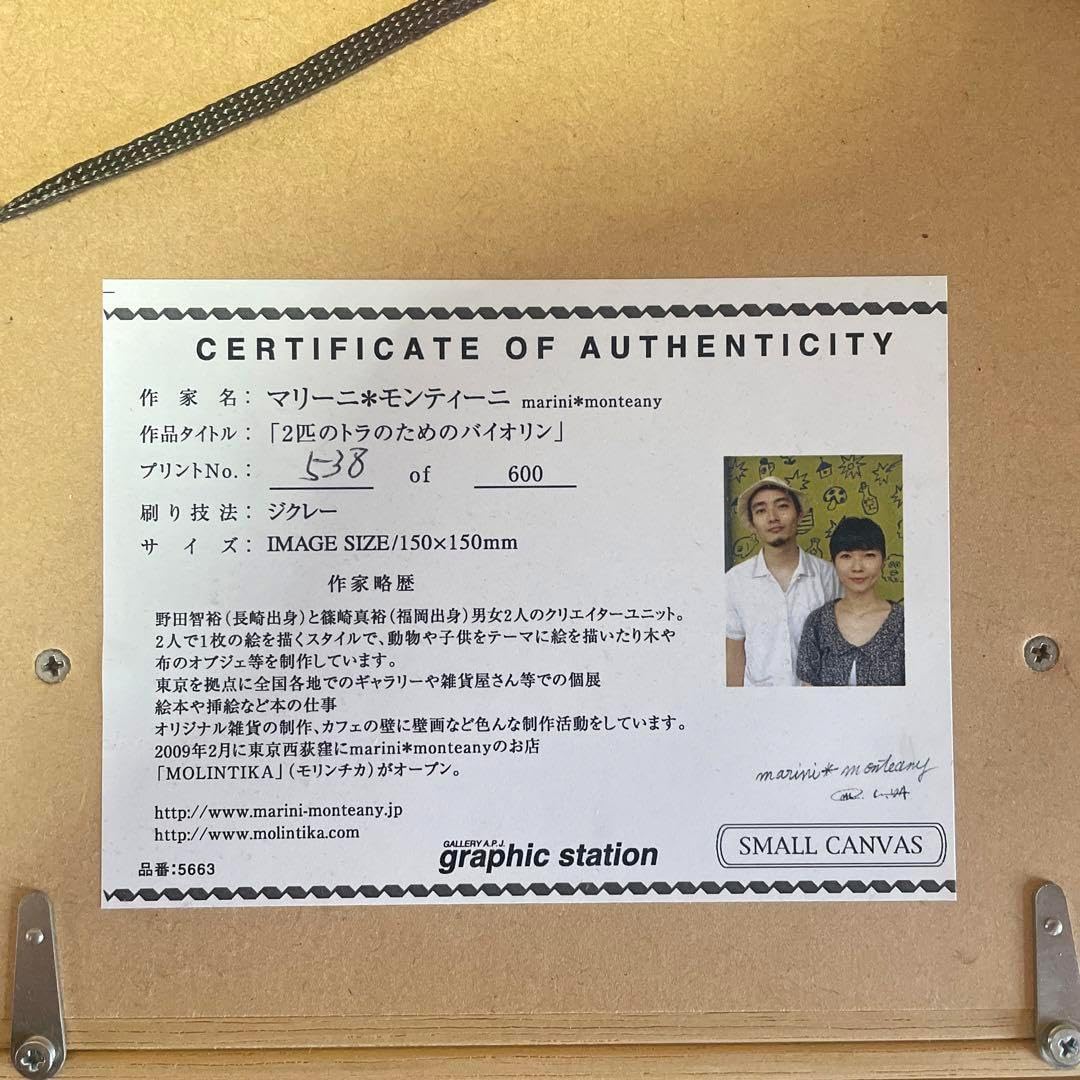 CERTIFICATE OF AUTHENTICITY
作家名： マリーニ＊モンティーニ marini＊monteany
作品タイトル：「2匹のトラのためのバイオリン」
プリントNo.： 538 of 600
刷り技法： ジクレー
サイズ： IMAGE SIZE/150×150mm
作家略歴
野田智裕（長崎出身）と篠崎真裕（福岡出身）男女2人のクリエイターユニット。
2人で1枚の絵を描くスタイルで、動物や子供をテーマに絵を描いたり木や
布のオブジェ等を制作しています。
東京を拠点に全国各地でのギャラリーや雑貨屋さん等での個展
絵本や挿絵など本の仕事
オリジナル雑貨の制作、カフェの壁に壁画など色んな制作活動をしています。
2009年2月に東京西荻窪にmarini＊monteanyのお店
「MOLINTIKA」（モリンチカ）がオープン。
http://www.marini-monteany.jp
http://www.molintika.com
品番：5663
GALLERY A.P.J.
graphic station
marini＊monteany
SMALL CANVAS